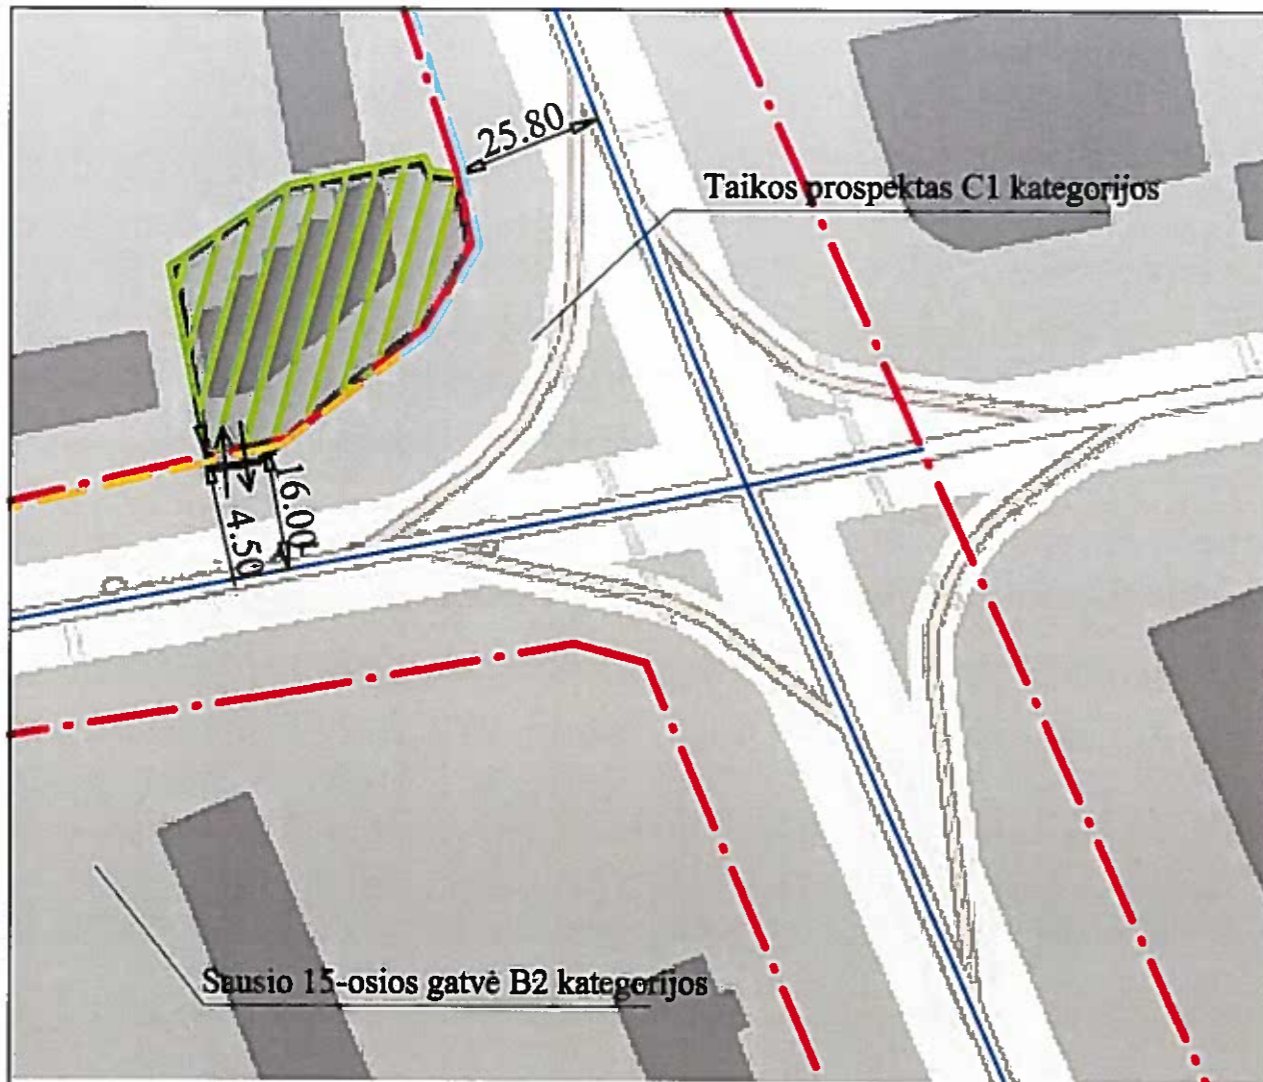 25.80
Taikos prospektas C1 kategorijos
16.00
4.50
Sausio 15-osios gatvė B2 kategorijos